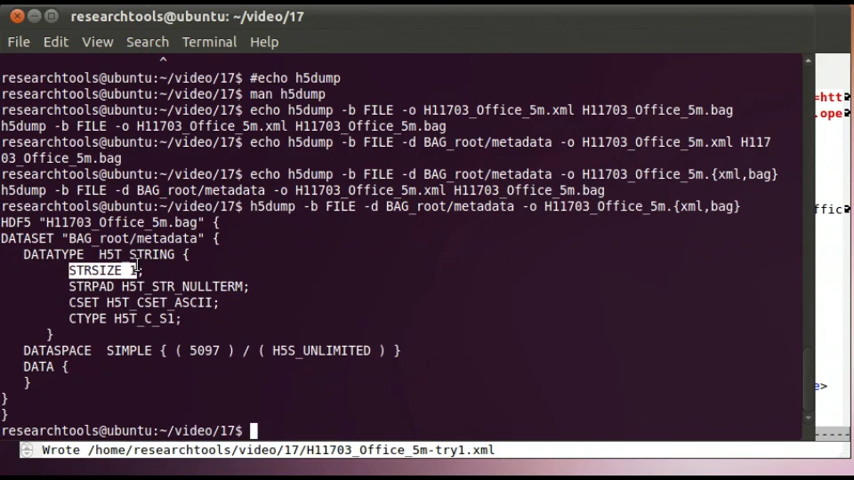 researchtools@ubuntu: ~/video/17
File Edit View Search Terminal Help
^
researchtools@ubuntu:~/video/17$ #echo h5dump
researchtools@ubuntu:~/video/17$ man h5dump
researchtools@ubuntu:~/video/17$ echo h5dump -b FILE -o H11703_Office_5m.xml H11703_Office_5m.bag
h5dump -b FILE -o H11703_Office_5m.xml H11703_Office_5m.bag
researchtools@ubuntu:~/video/17$ echo h5dump -b FILE -d BAG_root/metadata -o H11703_Office_5m.xml H117
03_Office_5m.bag
researchtools@ubuntu:~/video/17$ echo h5dump -b FILE -d BAG_root/metadata -o H11703_Office_5m.{xml,bag}
h5dump -b FILE -d BAG_root/metadata -o H11703_Office_5m.xml H11703_Office_5m.bag
researchtools@ubuntu:~/video/17$ h5dump -b FILE -d BAG_root/metadata -o H11703_Office_5m.{xml,bag}
HDF5 "H11703_Office_5m.bag" {
DATASET "BAG_root/metadata" {
DATATYPE H5T_STRING {
STRSIZE 1;
STRPAD H5T_STR_NULLTERM;
CSET H5T_CSET_ASCII;
CTYPE H5T_C_S1;
}
DATASPACE SIMPLE { ( 5097 ) / ( H5S_UNLIMITED ) }
DATA {
}
}
}
researchtools@ubuntu:~/video/17$
Wrote /home/researchtools/video/17/H11703_Office_5m-try1.xml
=htt
.ope
ffic
e>